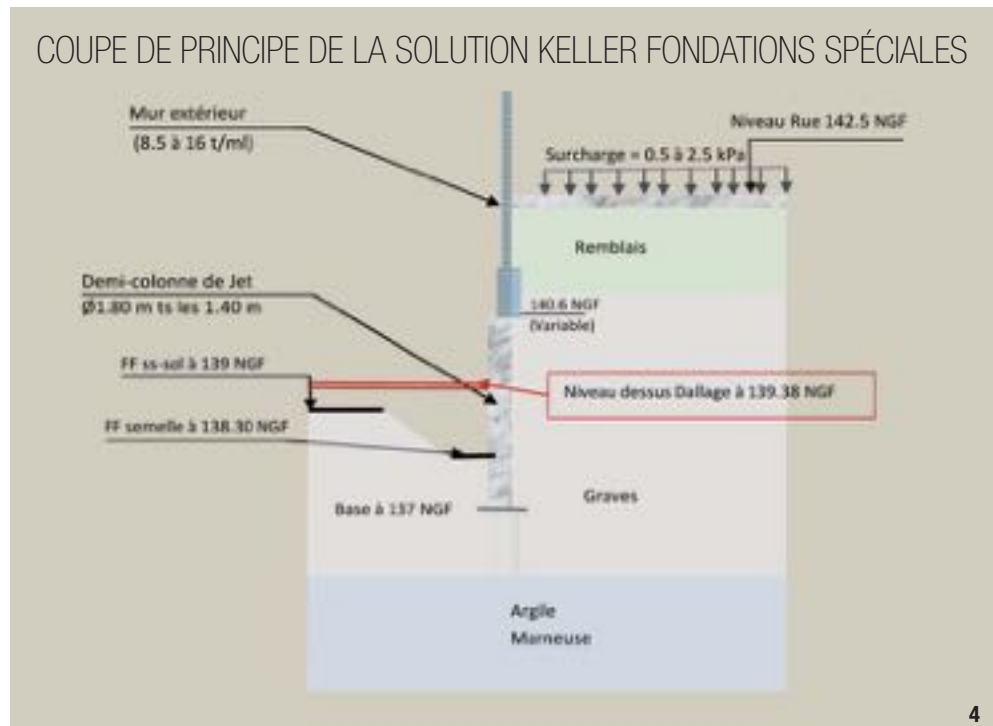 COUPE DE PRINCIPE DE LA SOLUTION KELLER FONDATIONS SPÉCIALES
Mur extérieur
(8.5 à 16 t/ml)
Niveau Rue 142.5 NGF
Surcharge = 0.5 à 2.5 kPa
Remblais
Demi-colonne de Jet
Ø1.80 m ts les 1.40 m
140.6 NGF
(Variable)
FF ss-sol à 139 NGF
Niveau dessus Dallage à 139.38 NGF
FF semelle à 138.30 NGF
Graves
Base à 137 NGF
Argile
Marneuse
4